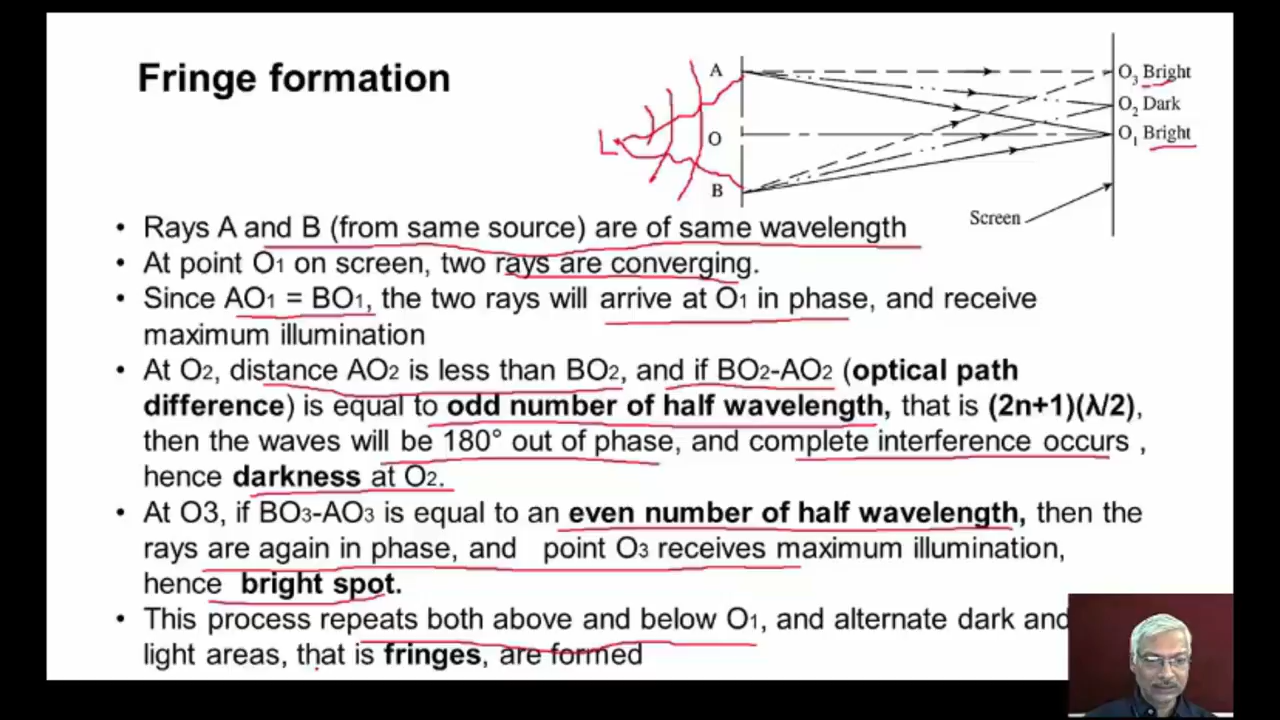 Fringe formation
A
O
B
L
O3 Bright
O2 Dark
O1 Bright
Screen
• Rays A and B (from same source) are of same wavelength
• At point O1 on screen, two rays are converging.
• Since AO1 = BO1, the two rays will arrive at O1 in phase, and receive
maximum illumination
• At O2, distance AO2 is less than BO2, and if BO2-AO2 (optical path
difference) is equal to odd number of half wavelength, that is (2n+1)(λ/2),
then the waves will be 180° out of phase, and complete interference occurs ,
hence darkness at O2.
• At O3, if BO3-AO3 is equal to an even number of half wavelength, then the
rays are again in phase, and point O3 receives maximum illumination,
hence bright spot.
• This process repeats both above and below O1, and alternate dark and
light areas, that is fringes, are formed